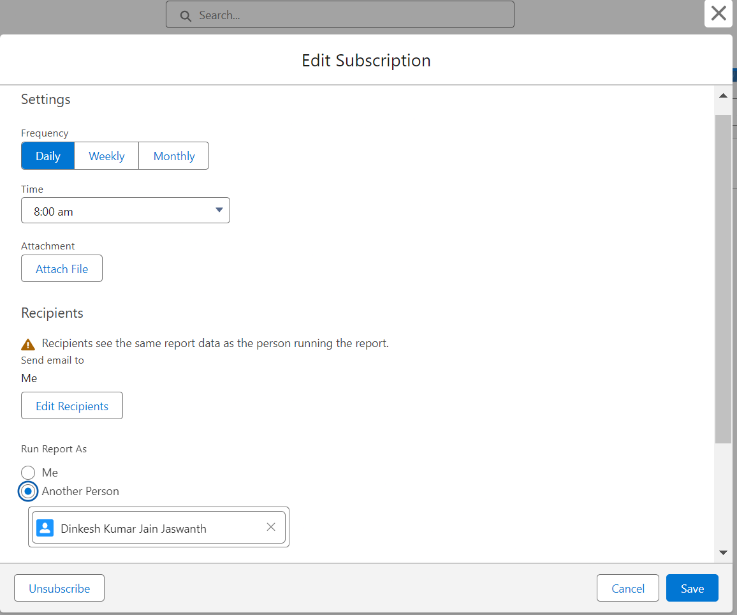 Search...
Edit Subscription
Settings
Frequency
Daily Weekly Monthly
Time
8:00 am
Attachment
Attach File
Recipients
Recipients see the same report data as the person running the report.
Send email to
Me
Edit Recipients
Run Report As
Me
Another Person
Dinkesh Kumar Jain Jaswanth
Unsubscribe Cancel Save